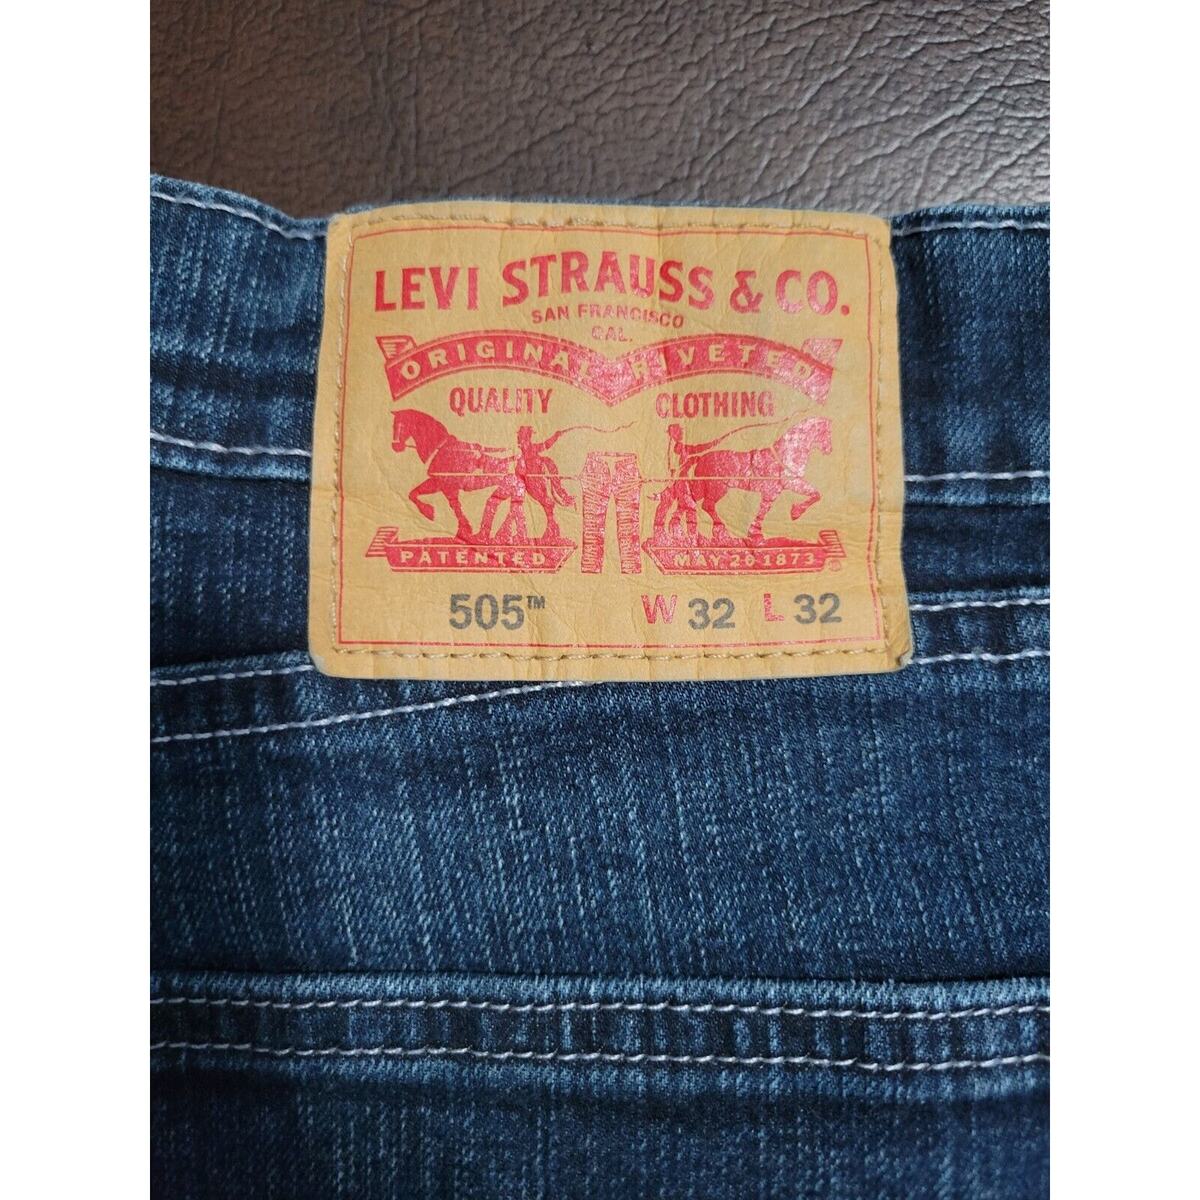 LEVI STRAUSS & CO.
SAN FRANCISCO
CAL.
ORIGINAL RIVETED
QUALITY CLOTHING
PATENTED MAY 20 1873 ®
505™ W 32 L 32